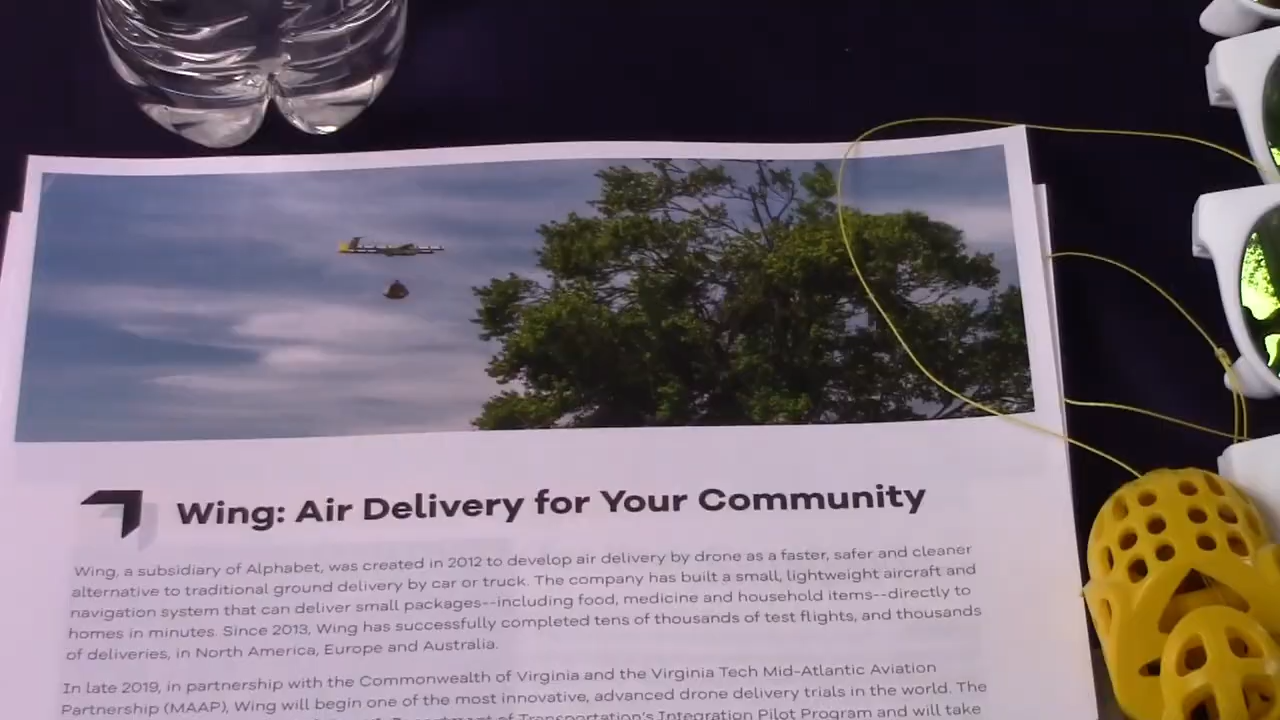 Wing: Air Delivery for Your Community
Wing, a subsidiary of Alphabet, was created in 2012 to develop air delivery by drone as a faster, safer and cleaner
alternative to traditional ground delivery by car or truck. The company has built a small, lightweight aircraft and
navigation system that can deliver small packages--including food, medicine and household items--directly to
homes in minutes. Since 2013, Wing has successfully completed tens of thousands of test flights, and thousands
of deliveries, in North America, Europe and Australia.
In late 2019, in partnership with the Commonwealth of Virginia and the Virginia Tech Mid-Atlantic Aviation
Partnership (MAAP), Wing will begin one of the most innovative, advanced drone delivery trials in the world. The
Department of Transportation's Integration Pilot Program and will take